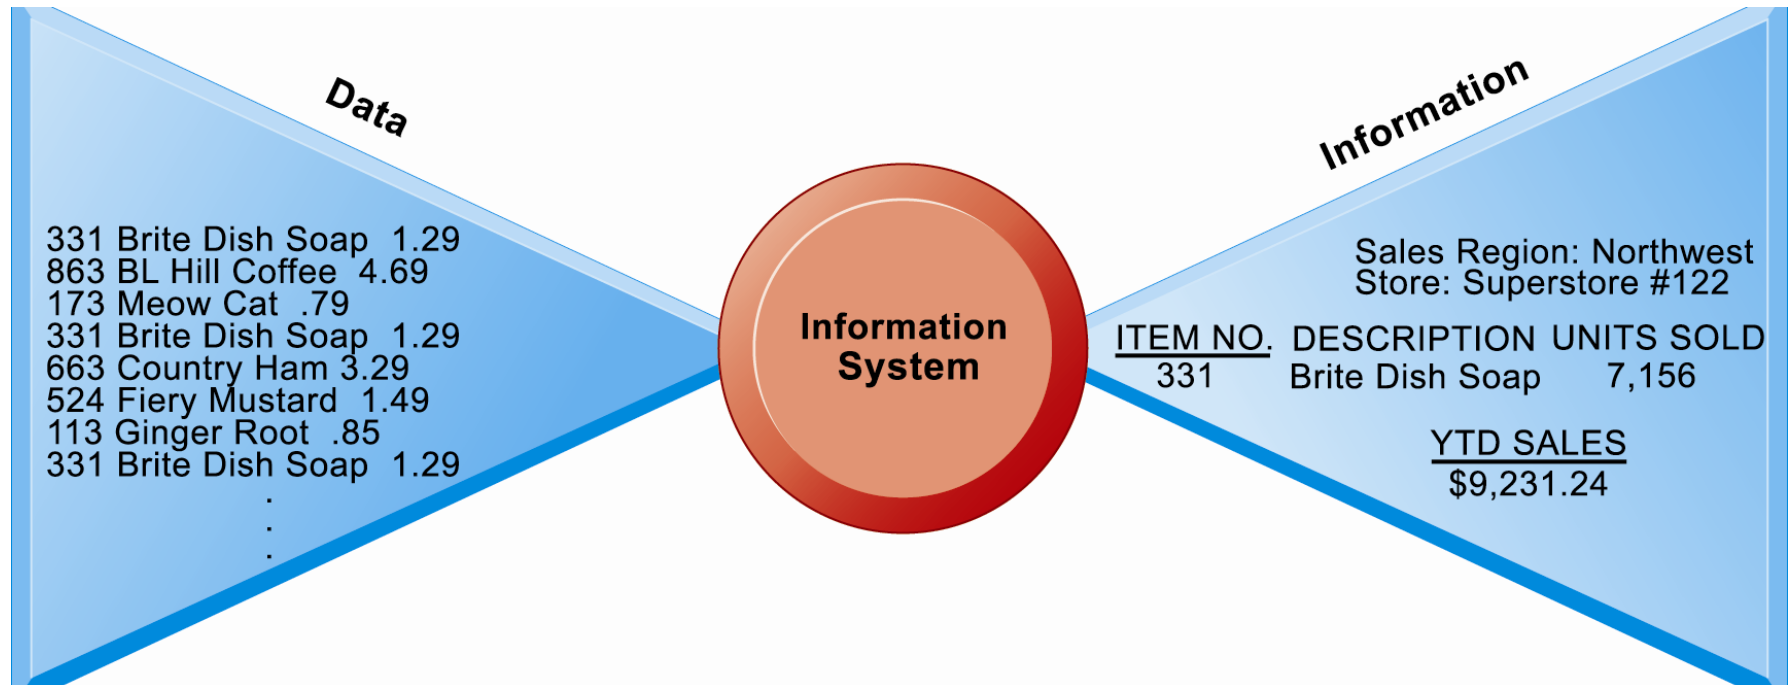 Data
331 Brite Dish Soap 1.29
863 BL Hill Coffee 4.69
173 Meow Cat .79
331 Brite Dish Soap 1.29
663 Country Ham 3.29
524 Fiery Mustard 1.49
113 Ginger Root .85
331 Brite Dish Soap 1.29
.
.
.
Information
System
Information
Sales Region: Northwest
Store: Superstore #122
ITEM NO. DESCRIPTION UNITS SOLD
331 Brite Dish Soap 7,156
YTD SALES
$9,231.24